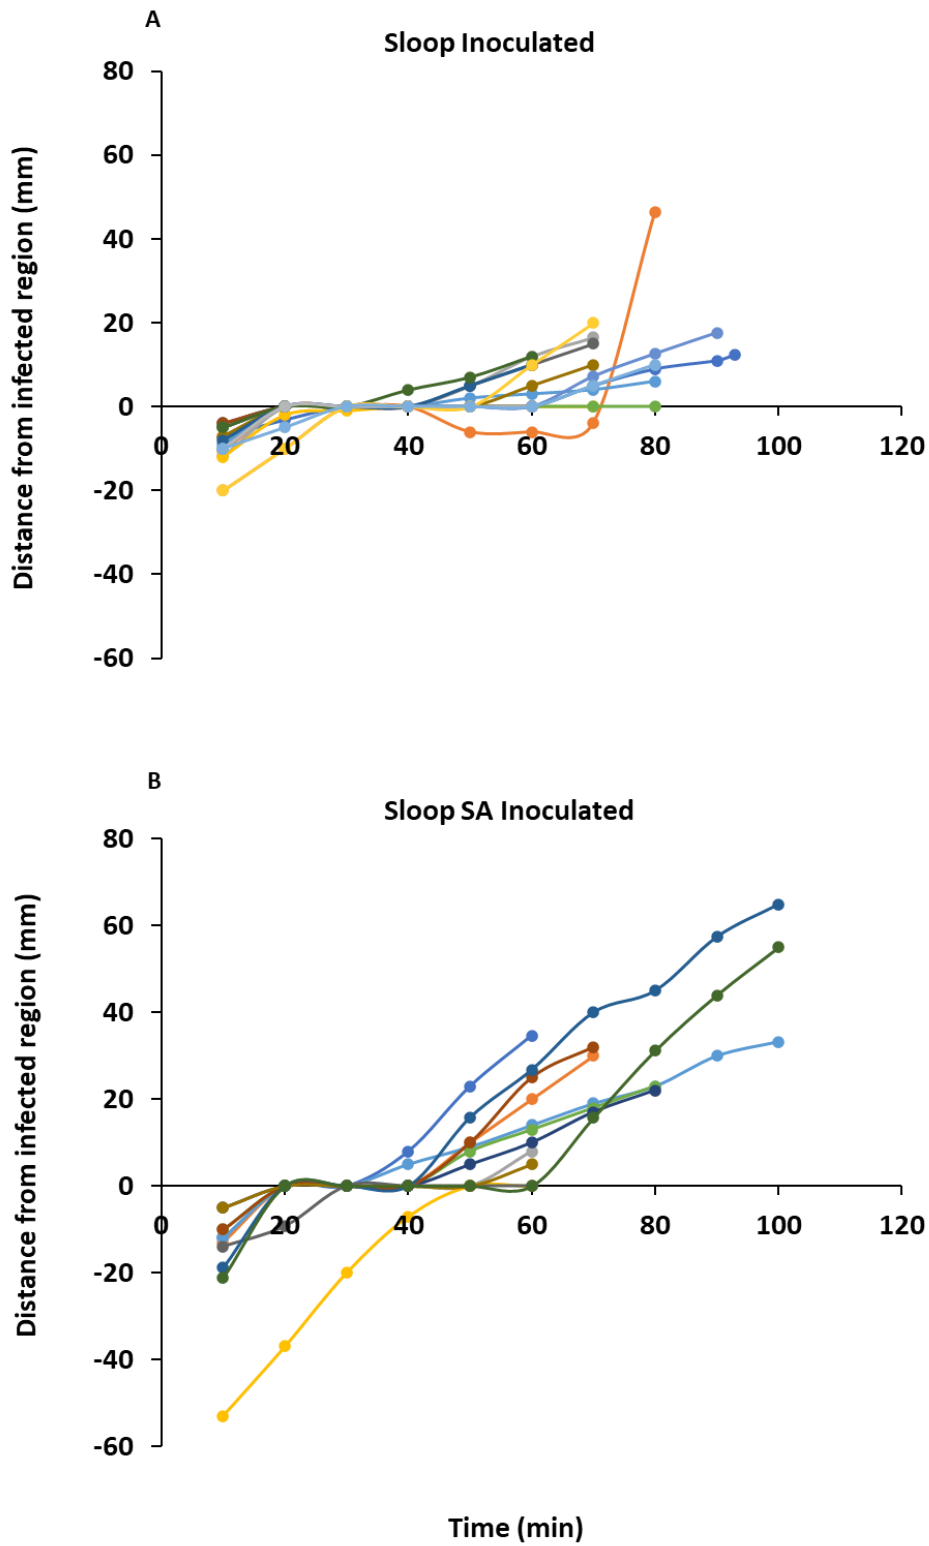 A
Sloop Inoculated
80
60
40
20
0
-20
-40
-60
0 20 40 60 80 100 120
Distance from infected region (mm)
B
Sloop SA Inoculated
80
60
40
20
0
-20
-40
-60
0 20 40 60 80 100 120
Distance from infected region (mm)
Time (min)